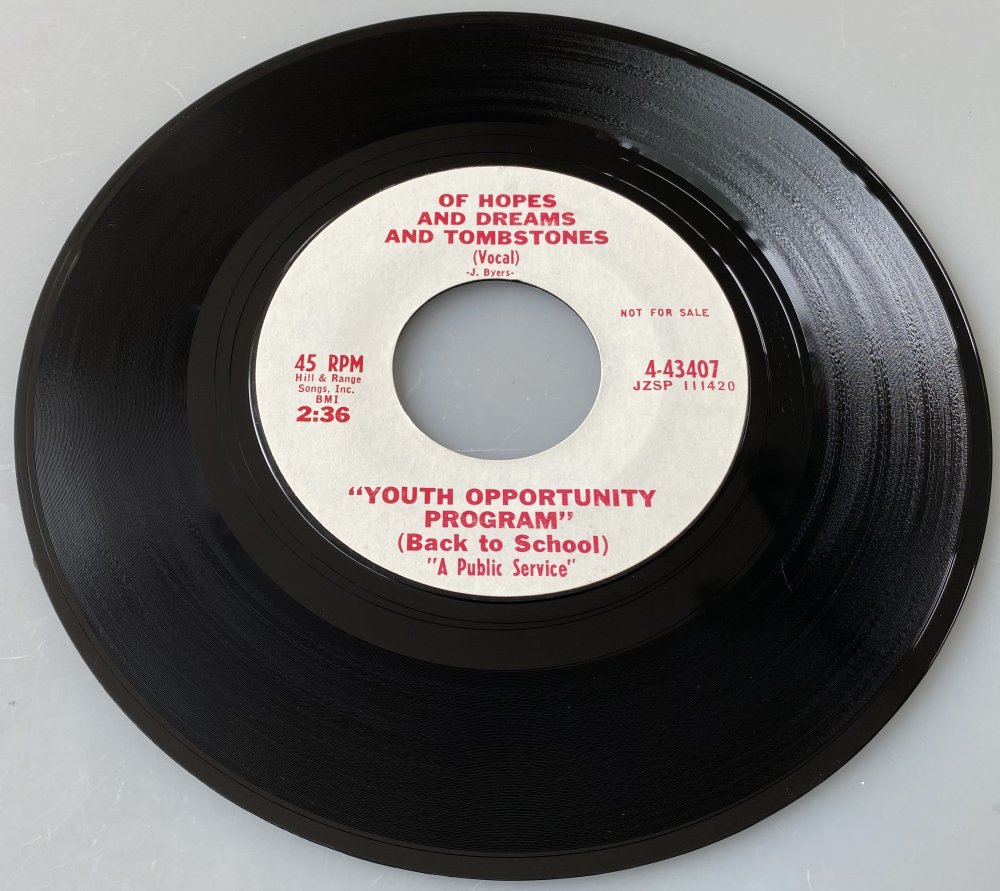 OF HOPES
AND DREAMS
AND TOMBSTONES
(Vocal)
-J. Byers-
NOT FOR SALE
45 RPM
Hill & Range
Songs, Inc.
BMI
2:36
4-43407
JZSP 111420
"YOUTH OPPORTUNITY
PROGRAM"
(Back to School)
"A Public Service"